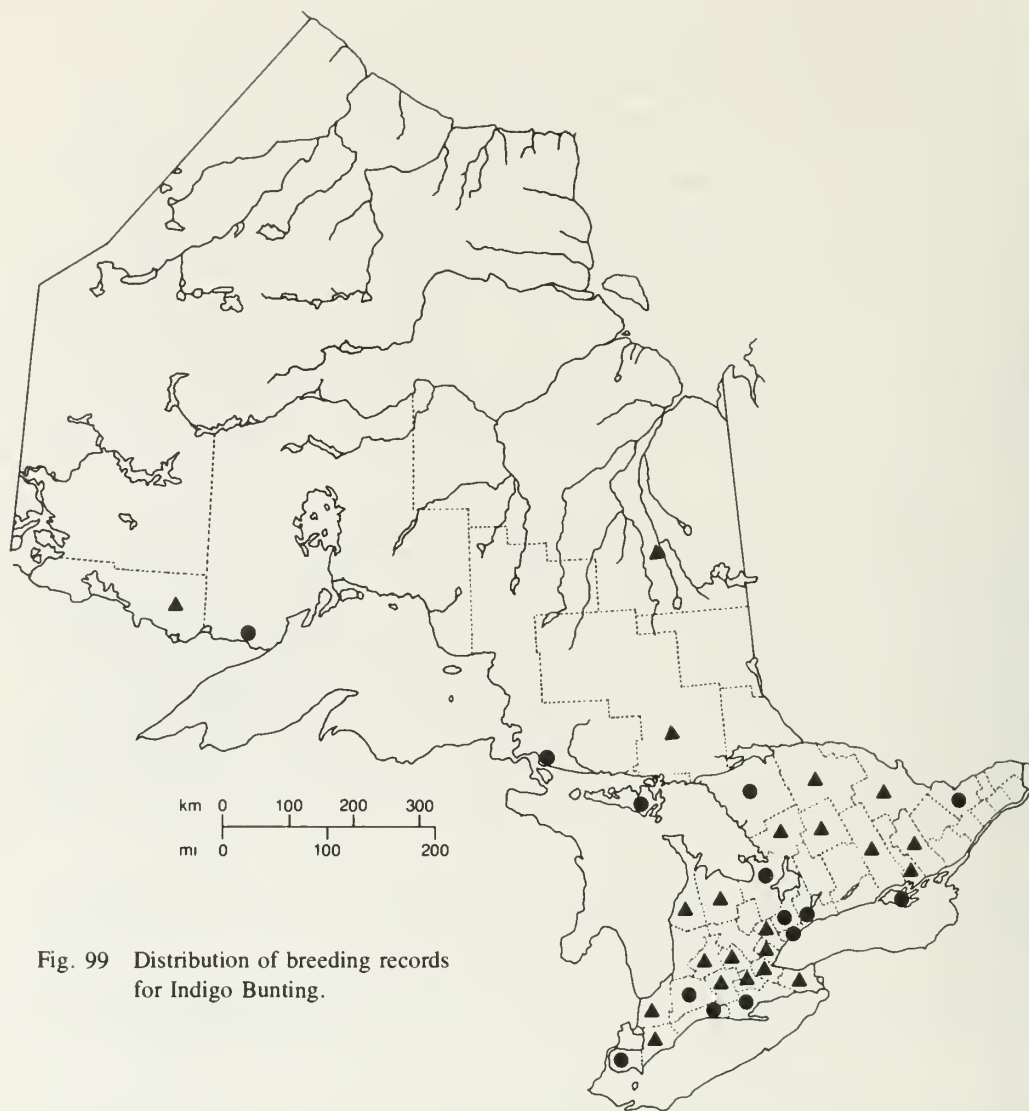 km 0 100 200 300
mi 0 100 200
Fig. 99 Distribution of breeding records
for Indigo Bunting.